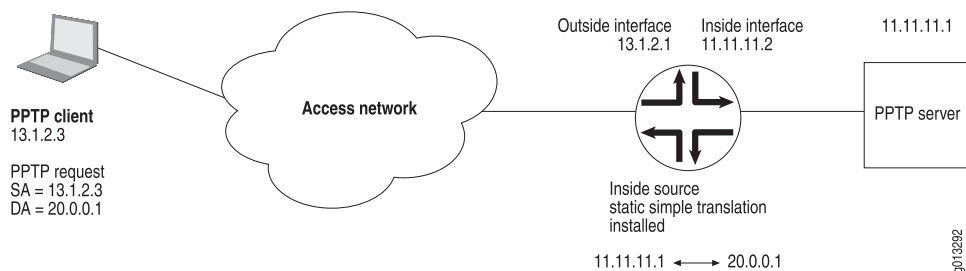 Outside interface
13.1.2.1
Inside interface
11.11.11.2
11.11.11.1
Access network
PPTP client
13.1.2.3
PPTP request
SA = 13.1.2.3
DA = 20.0.0.1
PPTP server
Inside source
static simple translation
installed
11.11.11.1 ↔ 20.0.0.1
g013292